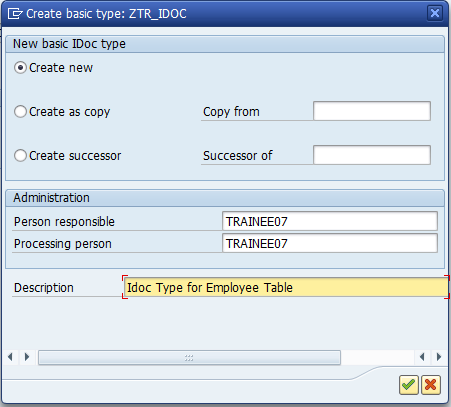 Create basic type: ZTR_IDOC
New basic IDoc type
Create new
Create as copy Copy from
Create successor Successor of
Administration
Person responsible TRAINEE07
Processing person TRAINEE07
Description Idoc Type for Employee Table